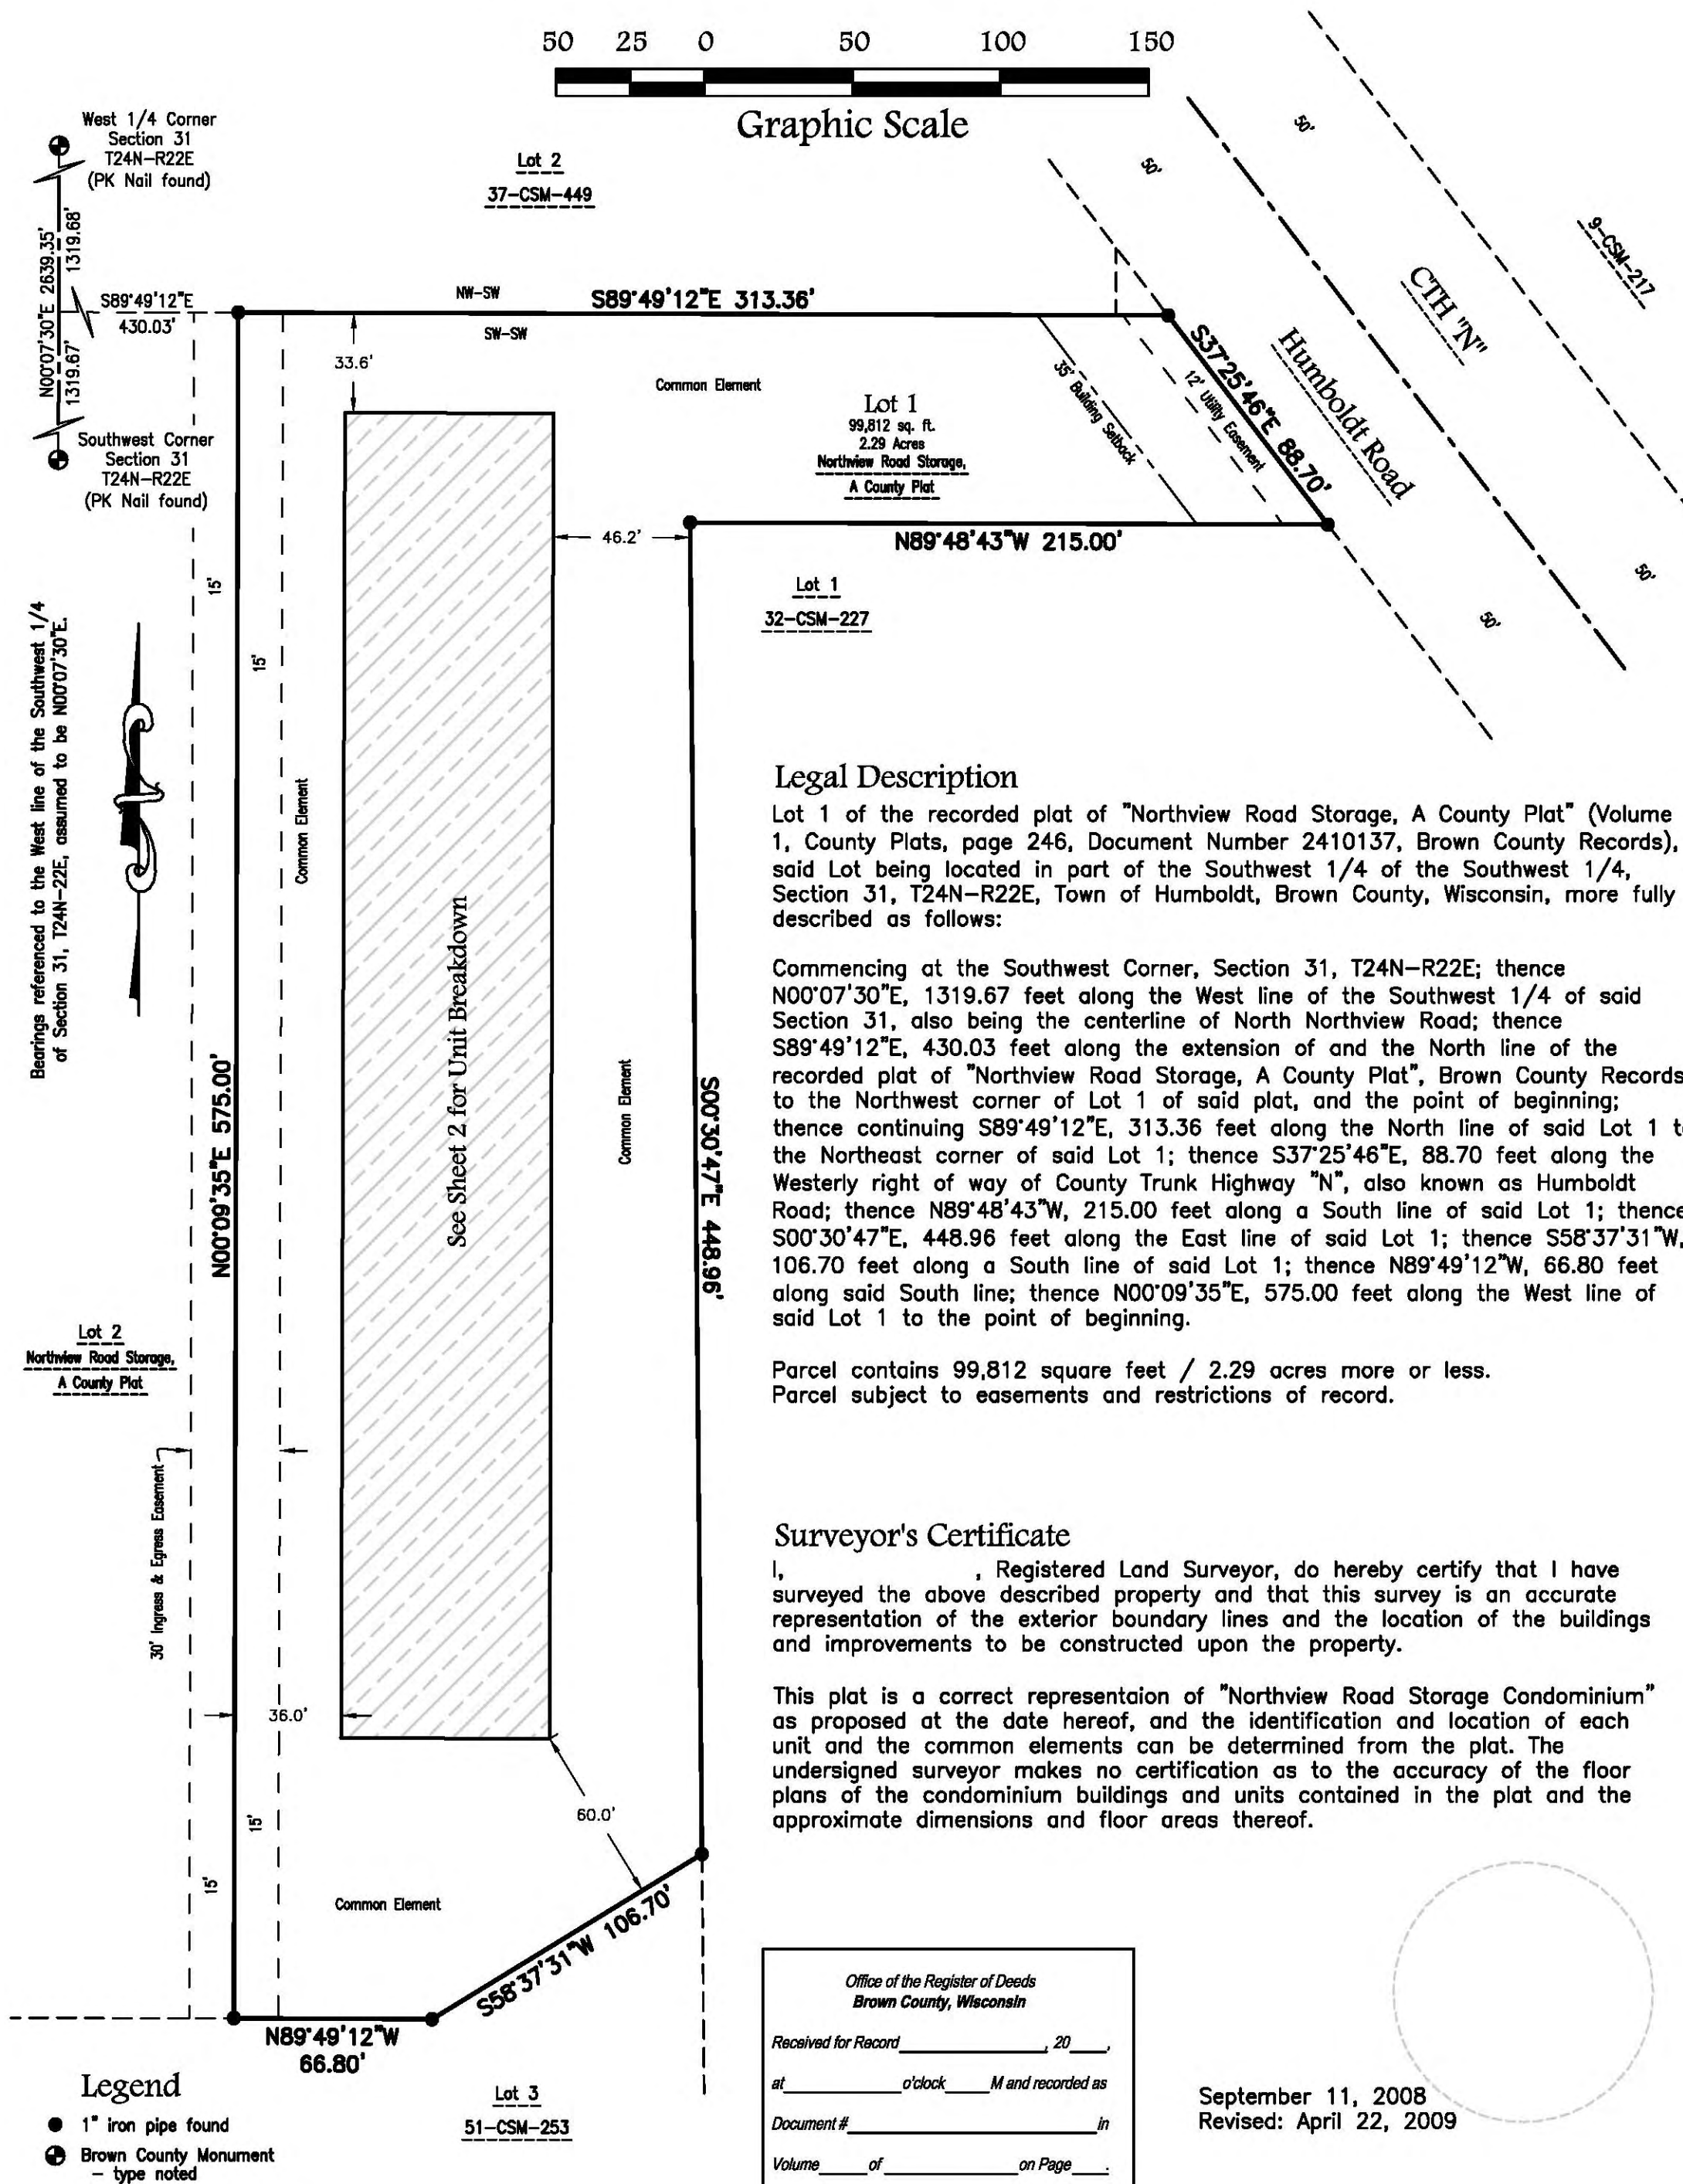 50 25 0 50 100 150
Graphic Scale
West 1/4 Corner
Section 31
T24N-R22E
(PK Nail found)
N00°07'30"E 2639.35'
1319.68'
1319.67'
S89°49'12"E
430.03'
Southwest Corner
Section 31
T24N-R22E
(PK Nail found)
Lot 2
37-CSM-449
NW-SW
S89°49'12"E 313.36'
SW-SW
33.6'
Common Element
Lot 1
99,812 sq. ft.
2.29 Acres
Northview Road Storage,
A County Plat
35' Building Setback
12' Utility Easement
S37°25'46"E 88.70'
Humboldt Road
CTH "N"
9-CSM-217
50'
50'
50'
50'
46.2'
N89°48'43"W 215.00'
Lot 1
32-CSM-227
15'
15'
Bearings referenced to the West line of the Southwest 1/4
of Section 31, T24N-22E, assumed to be N00°07'30"E.
Common Element
See Sheet 2 for Unit Breakdown
Common Element
N00°09'35"E 575.00'
S00°30'47"E 448.96'
Lot 2
Northview Road Storage,
A County Plat
30' Ingress & Egress Easement
36.0'
60.0'
15'
15'
Common Element
S58°37'31"W 106.70'
N89°49'12"W
66.80'
Lot 3
51-CSM-253
Legend
1" iron pipe found
Brown County Monument
- type noted
Legal Description
Lot 1 of the recorded plat of "Northview Road Storage, A County Plat" (Volume
1, County Plats, page 246, Document Number 2410137, Brown County Records),
said Lot being located in part of the Southwest 1/4 of the Southwest 1/4,
Section 31, T24N-R22E, Town of Humboldt, Brown County, Wisconsin, more fully
described as follows:
Commencing at the Southwest Corner, Section 31, T24N-R22E; thence
N00°07'30"E, 1319.67 feet along the West line of the Southwest 1/4 of said
Section 31, also being the centerline of North Northview Road; thence
S89°49'12"E, 430.03 feet along the extension of and the North line of the
recorded plat of "Northview Road Storage, A County Plat", Brown County Records
to the Northwest corner of Lot 1 of said plat, and the point of beginning;
thence continuing S89°49'12"E, 313.36 feet along the North line of said Lot 1 t
the Northeast corner of said Lot 1; thence S37°25'46"E, 88.70 feet along the
Westerly right of way of County Trunk Highway "N", also known as Humboldt
Road; thence N89°48'43"W, 215.00 feet along a South line of said Lot 1; thence
S00°30'47"E, 448.96 feet along the East line of said Lot 1; thence S58°37'31"W,
106.70 feet along a South line of said Lot 1; thence N89°49'12"W, 66.80 feet
along said South line; thence N00°09'35"E, 575.00 feet along the West line of
said Lot 1 to the point of beginning.
Parcel contains 99,812 square feet / 2.29 acres more or less.
Parcel subject to easements and restrictions of record.
Surveyor's Certificate
I, , Registered Land Surveyor, do hereby certify that I have
surveyed the above described property and that this survey is an accurate
representation of the exterior boundary lines and the location of the buildings
and improvements to be constructed upon the property.
This plat is a correct representaion of "Northview Road Storage Condominium"
as proposed at the date hereof, and the identification and location of each
unit and the common elements can be determined from the plat. The
undersigned surveyor makes no certification as to the accuracy of the floor
plans of the condominium buildings and units contained in the plat and the
approximate dimensions and floor areas thereof.
Office of the Register of Deeds
Brown County, Wisconsin
Received for Record , 20 ,
at o'clock M and recorded as
Document # in
Volume of on Page .
September 11, 2008
Revised: April 22, 2009